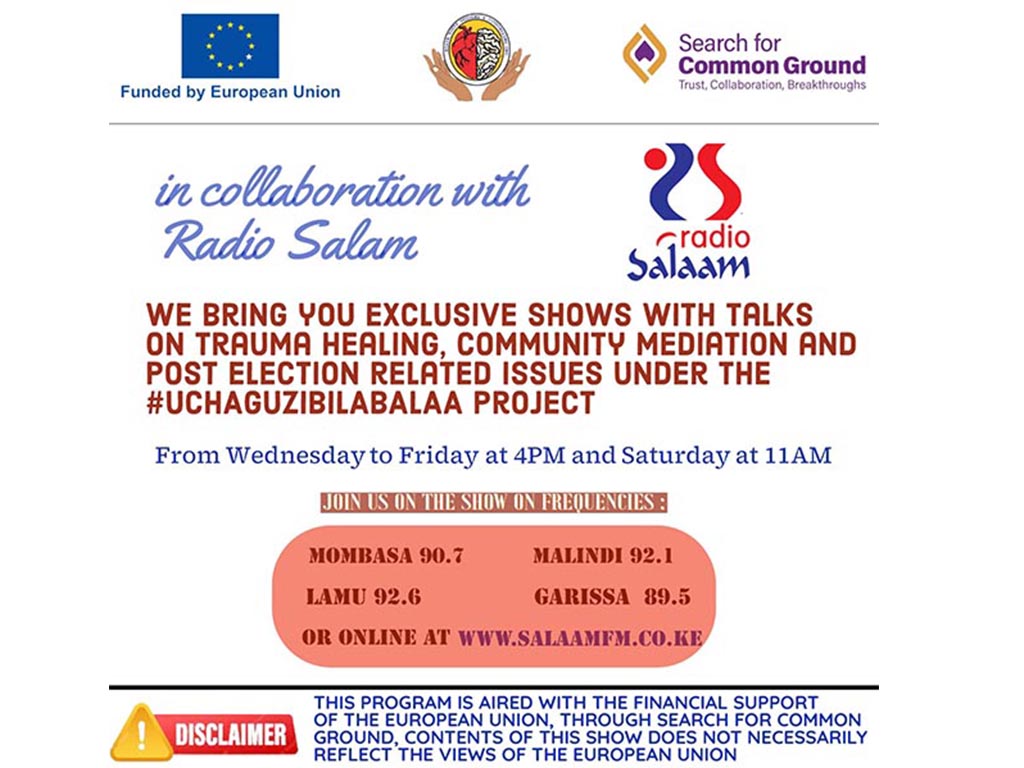 Funded by European Union
Search for
Common Ground
Trust, Collaboration, Breakthroughs
in collaboration with
Radio Salam
radio
Salaam
WE BRING YOU EXCLUSIVE SHOWS WITH TALKS
ON TRAUMA HEALING, COMMUNITY MEDIATION AND
POST ELECTION RELATED ISSUES UNDER THE
#UCHAGUZIBILABALAA PROJECT
From Wednesday to Friday at 4PM and Saturday at 11AM
JOIN US ON THE SHOW ON FREQUENCIES :
MOMBASA 90.7 MALINDI 92.1
LAMU 92.6 GARISSA 89.5
OR ONLINE AT WWW.SALAAMFM.CO.KE
DISCLAIMER
THIS PROGRAM IS AIRED WITH THE FINANCIAL SUPPORT
OF THE EUROPEAN UNION, THROUGH SEARCH FOR COMMON
GROUND, CONTENTS OF THIS SHOW DOES NOT NECESSARILY
REFLECT THE VIEWS OF THE EUROPEAN UNION